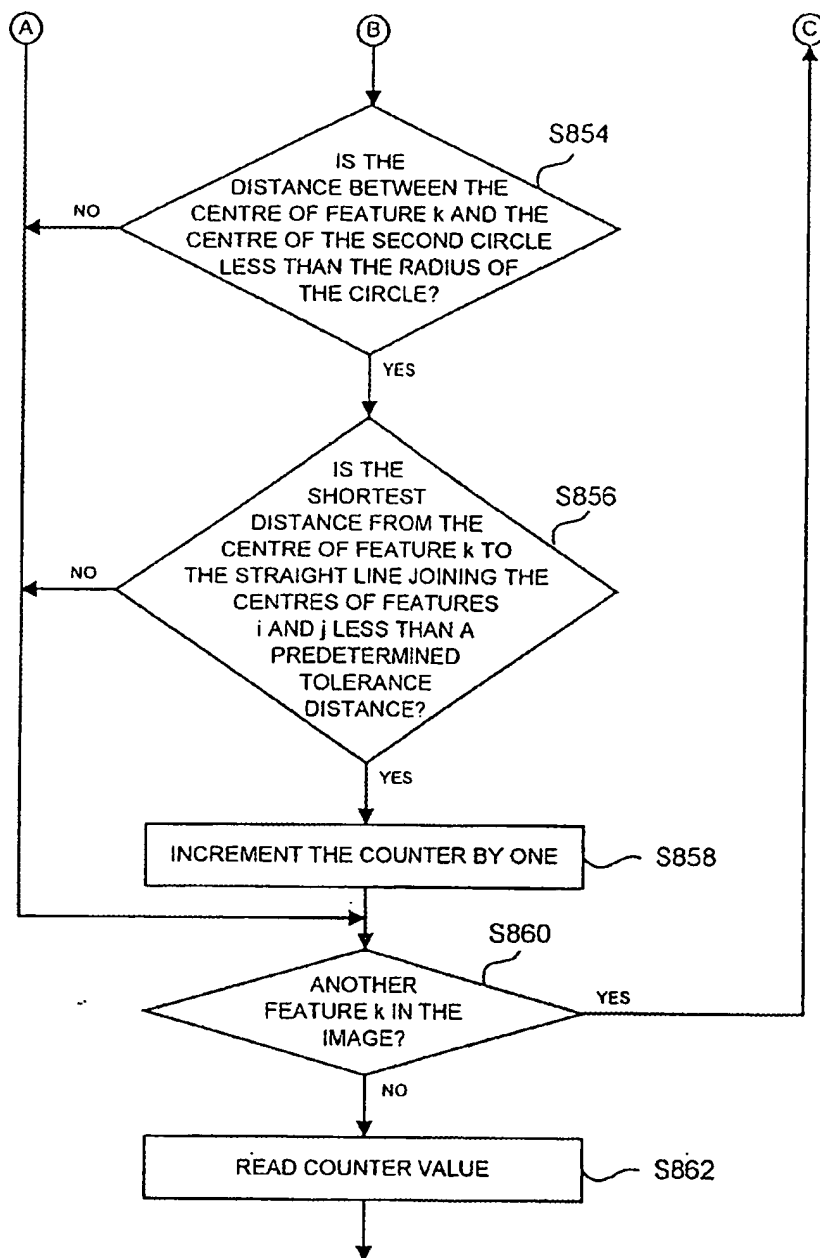 A
B
C
S854
IS THE
DISTANCE BETWEEN THE
CENTRE OF FEATURE k AND THE
CENTRE OF THE SECOND CIRCLE
LESS THAN THE RADIUS OF
THE CIRCLE?
NO
YES
S856
IS THE
SHORTEST
DISTANCE FROM THE
CENTRE OF FEATURE k TO
THE STRAIGHT LINE JOINING THE
CENTRES OF FEATURES
i AND j LESS THAN A
PREDETERMINED
TOLERANCE
DISTANCE?
NO
YES
INCREMENT THE COUNTER BY ONE
S858
S860
ANOTHER
FEATURE k IN THE
IMAGE?
YES
NO
READ COUNTER VALUE
S862